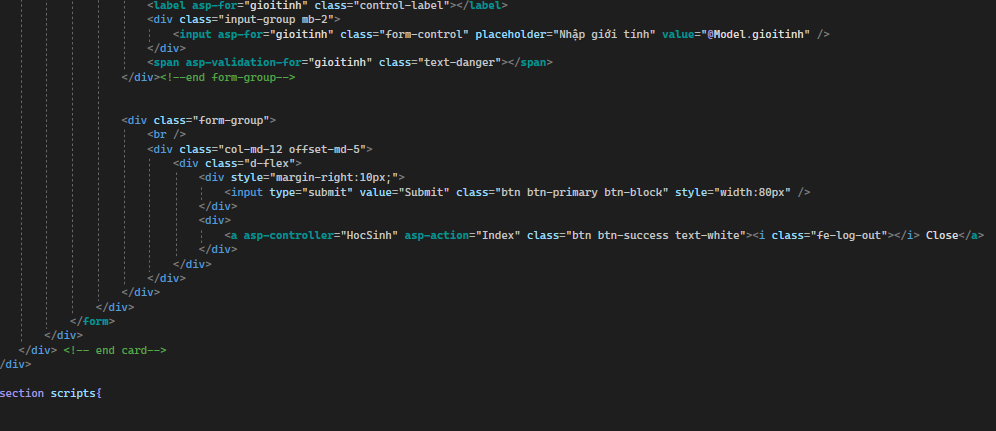 <label asp-for="gioitinh" class="control-label"></label>
<div class="input-group mb-2">
<input asp-for="gioitinh" class="form-control" placeholder="Nhập giới tính" value="@Model.gioitinh" />
</div>
<span asp-validation-for="gioitinh" class="text-danger"></span>
</div><!--end form-group-->
<div class="form-group">
<br />
<div class="col-md-12 offset-md-5">
<div class="d-flex">
<div style="margin-right:10px;">
<input type="submit" value="Submit" class="btn btn-primary btn-block" style="width:80px" />
</div>
<div>
<a asp-controller="HocSinh" asp-action="Index" class="btn btn-success text-white"><i class="fe-log-out"></i> Close</a>
</div>
</div>
</div>
</div>
</div>
</form>
</div>
</div> <!-- end card-->
/div>
section scripts{